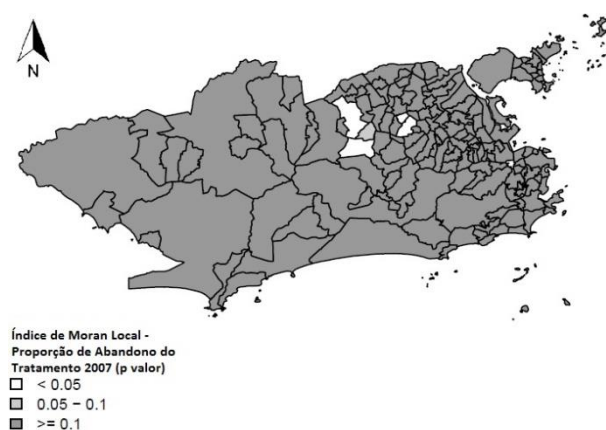 N
Índice de Moran Local -
Proporção de Abandono do
Tratamento 2007 (p valor)
< 0.05
0.05 − 0.1
>= 0.1